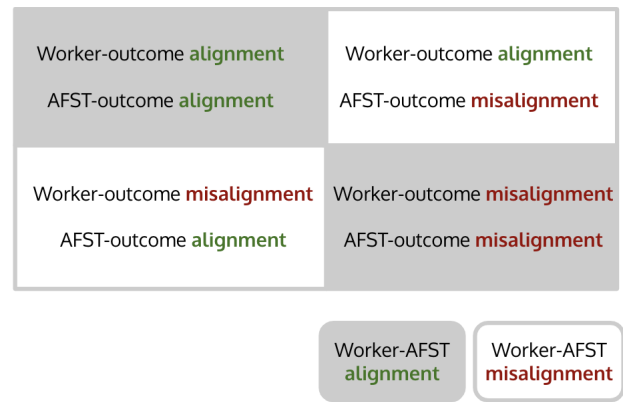 Worker-outcome alignment
AFST-outcome alignment
Worker-outcome alignment
AFST-outcome misalignment
Worker-outcome misalignment
AFST-outcome alignment
Worker-outcome misalignment
AFST-outcome misalignment
Worker-AFST
alignment
Worker-AFST
misalignment